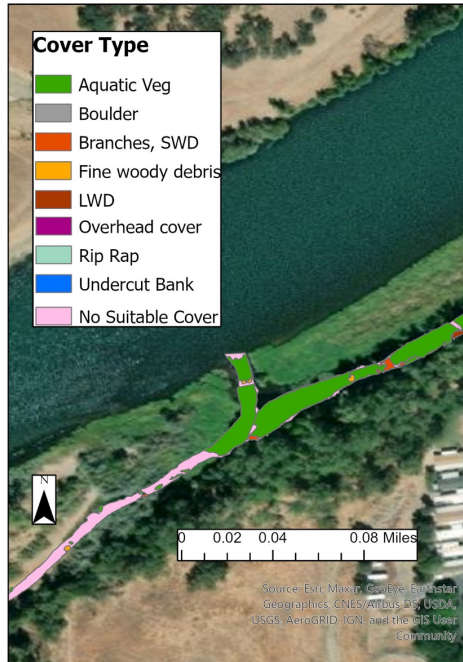 Cover Type
Aquatic Veg
Boulder
Branches, SWD
Fine woody debris
LWD
Overhead cover
Rip Rap
Undercut Bank
No Suitable Cover
N
0 0.02 0.04 0.08 Miles
Source: Esri, Maxar, GeoEye, Earthstar
Geographics, CNES/Airbus DS, USDA,
USGS, AeroGRID, IGN, and the GIS User
Community